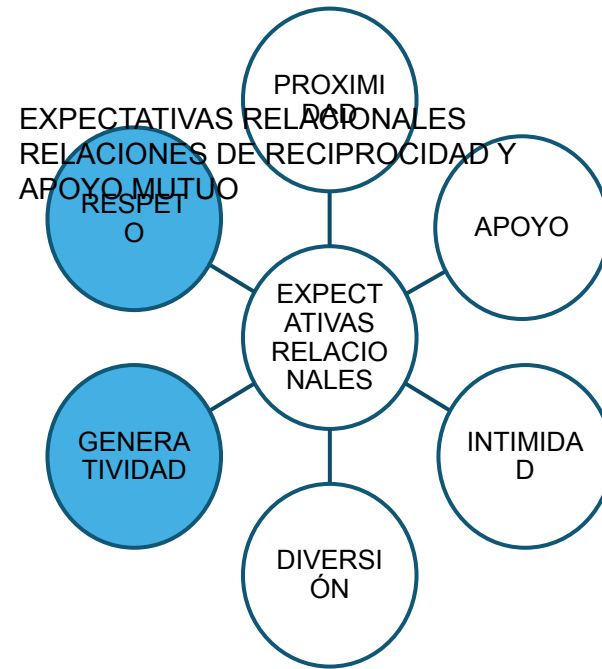 EXPECTATIVAS RELACIONALES
RELACIONES DE RECIPROCIDAD Y
APOYO MUTUO
PROXIMI
DAD
APOYO
INTIMIDA
D
DIVERSI
ÓN
GENERA
TIVIDAD
RESPET
O
EXPECT
ATIVAS
RELACIO
NALES